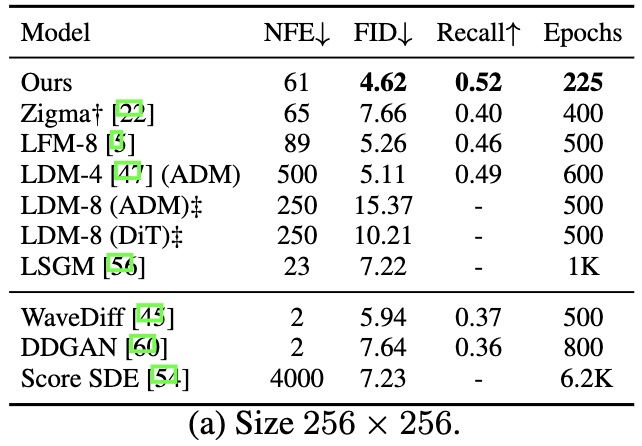 Model NFE↓ FID↓ Recall↑ Epochs
Ours 61 4.62 0.52 225
Zigma† [22] 65 7.66 0.40 400
LFM-8 [5] 89 5.26 0.46 500
LDM-4 [47] (ADM) 500 5.11 0.49 600
LDM-8 (ADM)‡ 250 15.37 - 500
LDM-8 (DiT)‡ 250 10.21 - 500
LSGM [56] 23 7.22 - 1K
WaveDiff [45] 2 5.94 0.37 500
DDGAN [60] 2 7.64 0.36 800
Score SDE [54] 4000 7.23 - 6.2K
(a) Size 256 × 256.